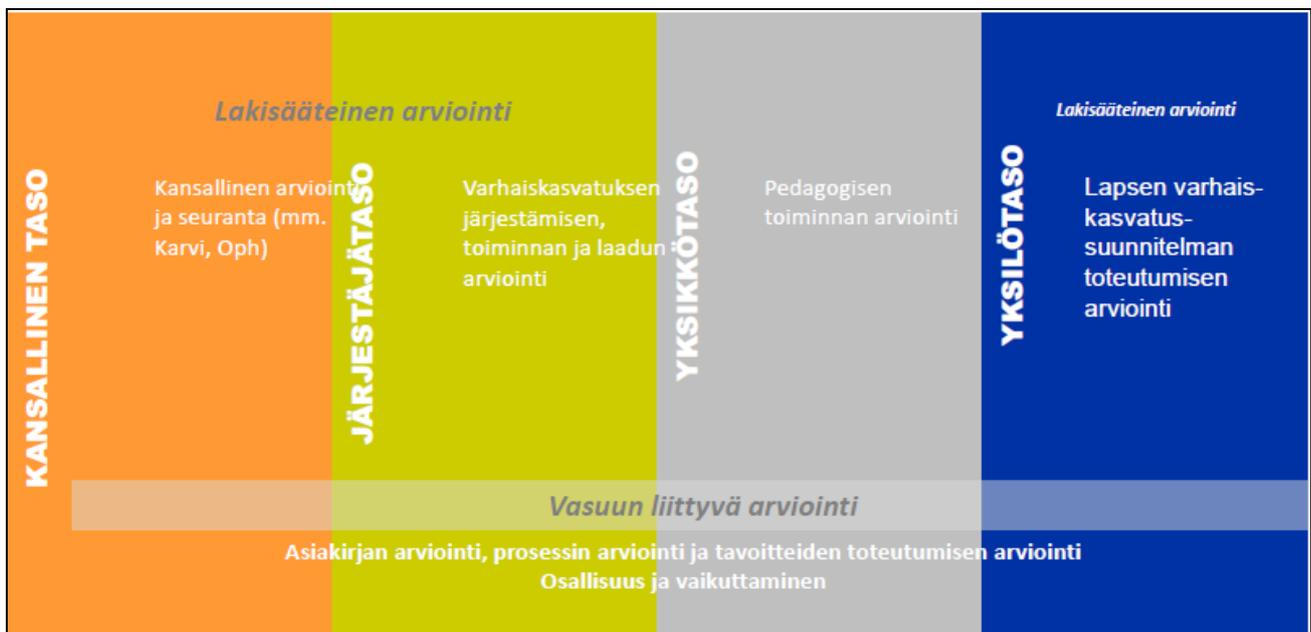 Lakisääteinen arviointi
Lakisääteinen arviointi
KANSALLINEN TASO
Kansallinen arviointi
ja seuranta (mm.
Karvi, Oph)
JÄRJESTÄJÄTASO
Varhaiskasvatuksen
järjestämisen,
toiminnan ja laadun
arviointi
YKSIKKÖTASO
Pedagogisen
toiminnan arviointi
YKSILÖTASO
Lapsen varhais-
kasvatus-
suunnitelman
toteutumisen
arviointi
Vasuun liittyvä arviointi
Asiakirjan arviointi, prosessin arviointi ja tavoitteiden toteutumisen arviointi
Osallisuus ja vaikuttaminen